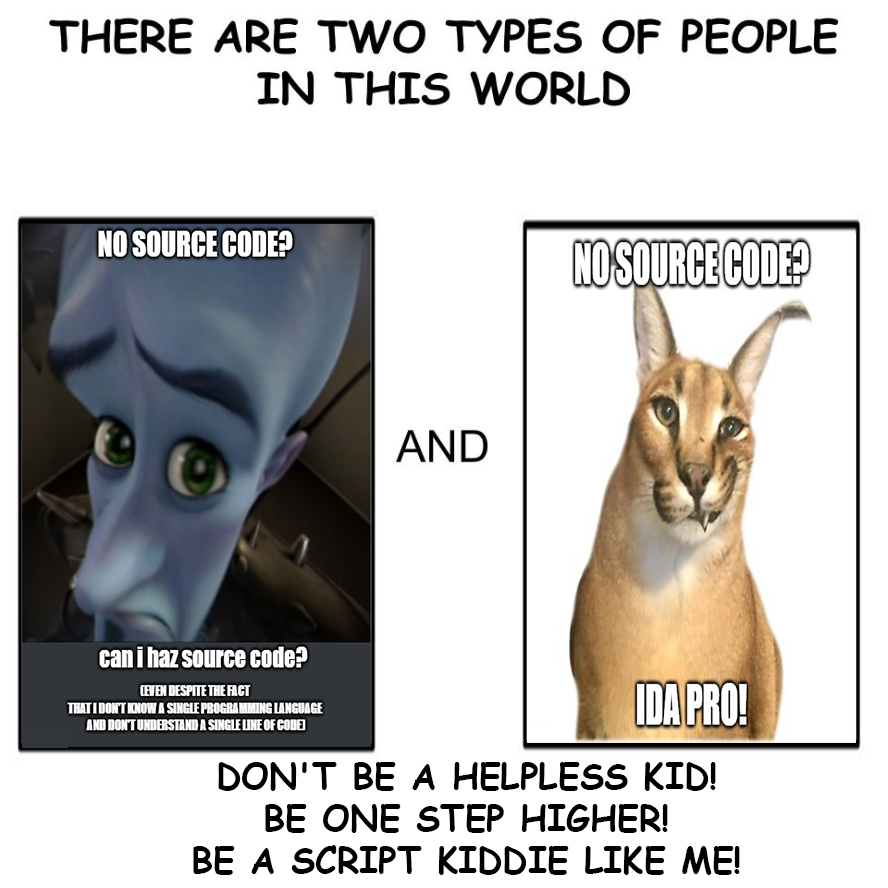 THERE ARE TWO TYPES OF PEOPLE
IN THIS WORLD
NO SOURCE CODE?
can i haz source code?
(EVEN DESPITE THE FACT
THAT I DON'T KNOW A SINGLE PROGRAMMING LANGUAGE
AND DON'T UNDERSTAND A SINGLE LINE OF CODE)
AND
NO SOURCE CODE?
IDA PRO!
DON'T BE A HELPLESS KID!
BE ONE STEP HIGHER!
BE A SCRIPT KIDDIE LIKE ME!